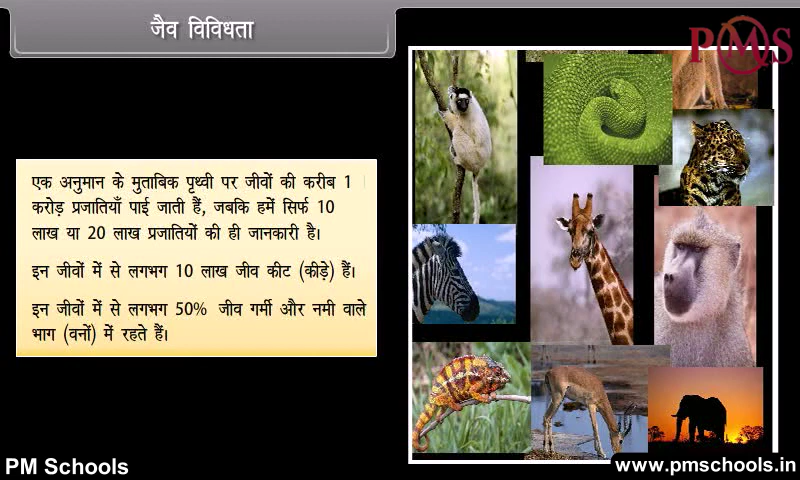 जैव विविधता
PMS
एक अनुमान के मुताबिक पृथ्वी पर जीवों की करीब 1
करोड़ प्रजातियाँ पाई जाती हैं, जबकि हमें सिर्फ 10
लाख या 20 लाख प्रजातियों की ही जानकारी है।
इन जीवों में से लगभग 10 लाख जीव कीट (कीड़े) हैं।
इन जीवों में से लगभग 50% जीव गर्मी और नमी वाले
भाग (वनों) में रहते हैं।
PM Schools
www.pmschools.in